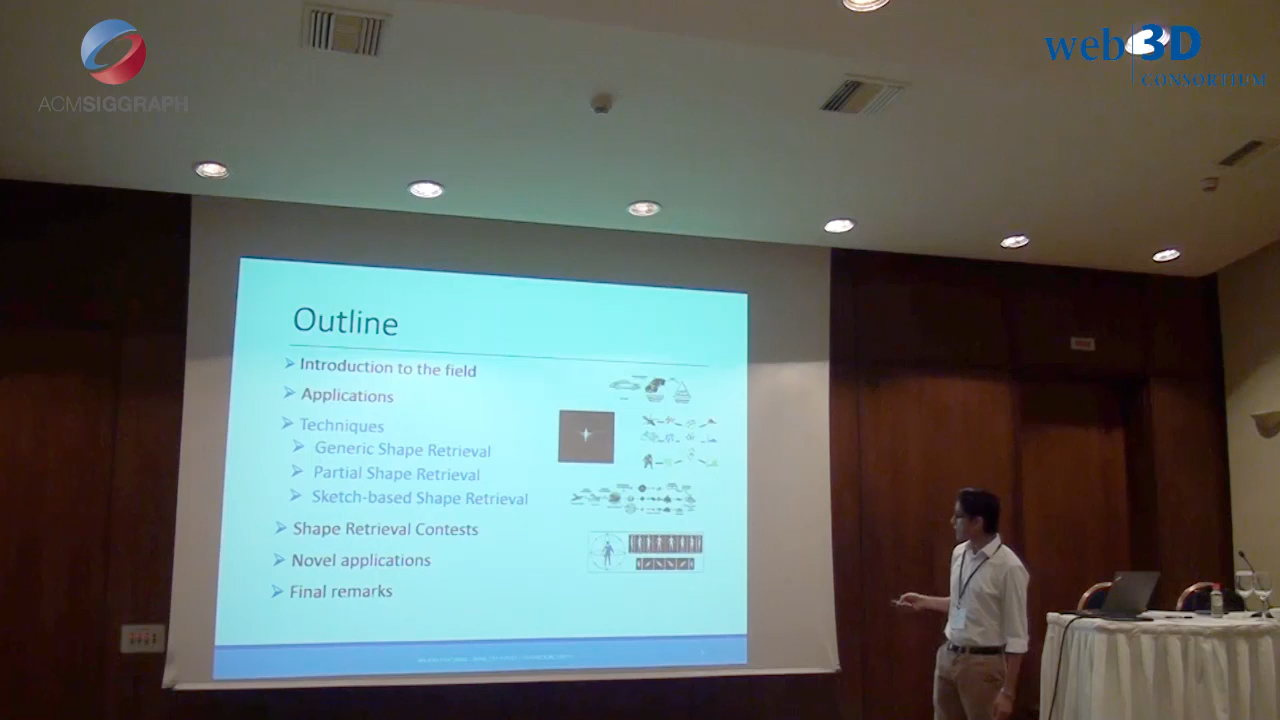 ACMSIGGRAPH
web3D
CONSORTIUM
Outline
Introduction to the field
Applications
Techniques
Generic Shape Retrieval
Partial Shape Retrieval
Sketch-based Shape Retrieval
Shape Retrieval Contests
Novel applications
Final remarks